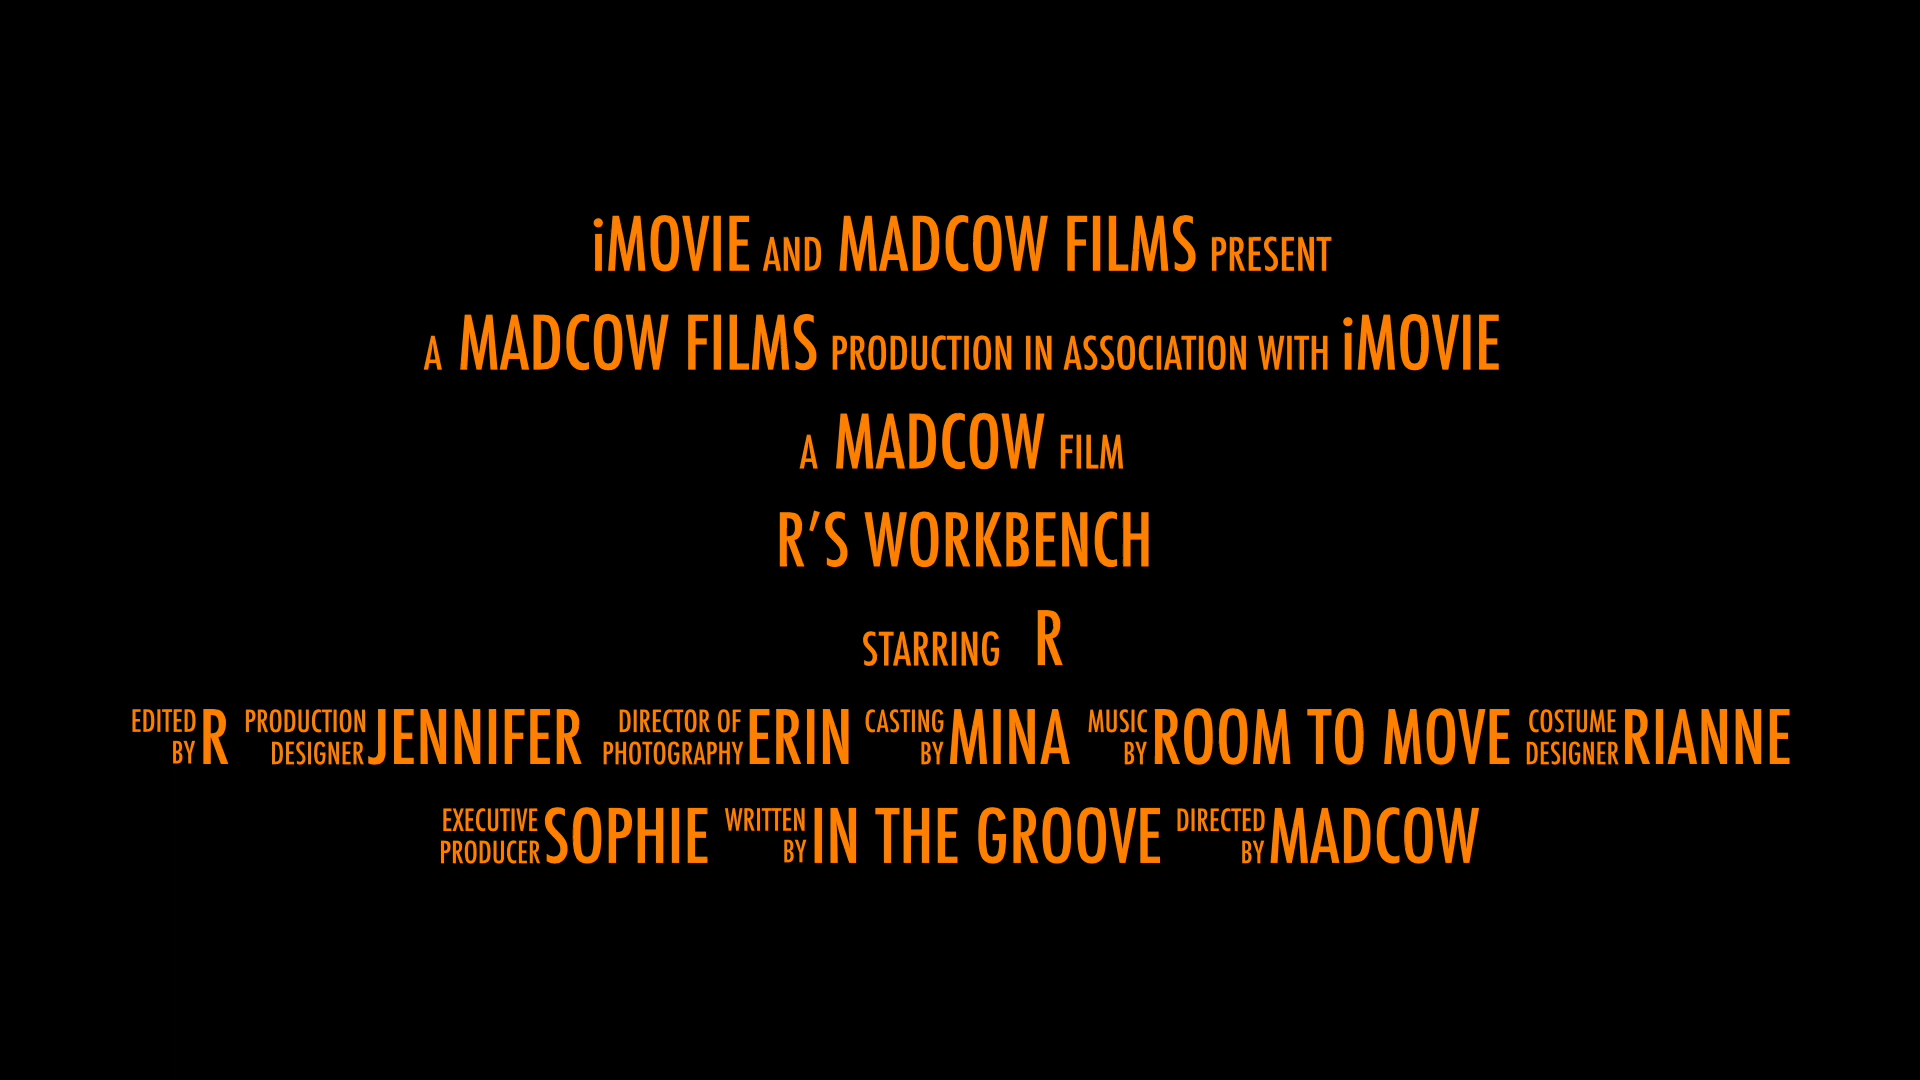 iMOVIE AND MADCOW FILMS PRESENT
A MADCOW FILMS PRODUCTION IN ASSOCIATION WITH iMOVIE
A MADCOW FILM
R'S WORKBENCH
STARRING R
EDITED BY R PRODUCTION DESIGNER JENNIFER DIRECTOR OF PHOTOGRAPHY ERIN CASTING BY MINA MUSIC BY ROOM TO MOVE COSTUME DESIGNER RIANNE
EXECUTIVE PRODUCER SOPHIE WRITTEN BY IN THE GROOVE DIRECTED BY MADCOW